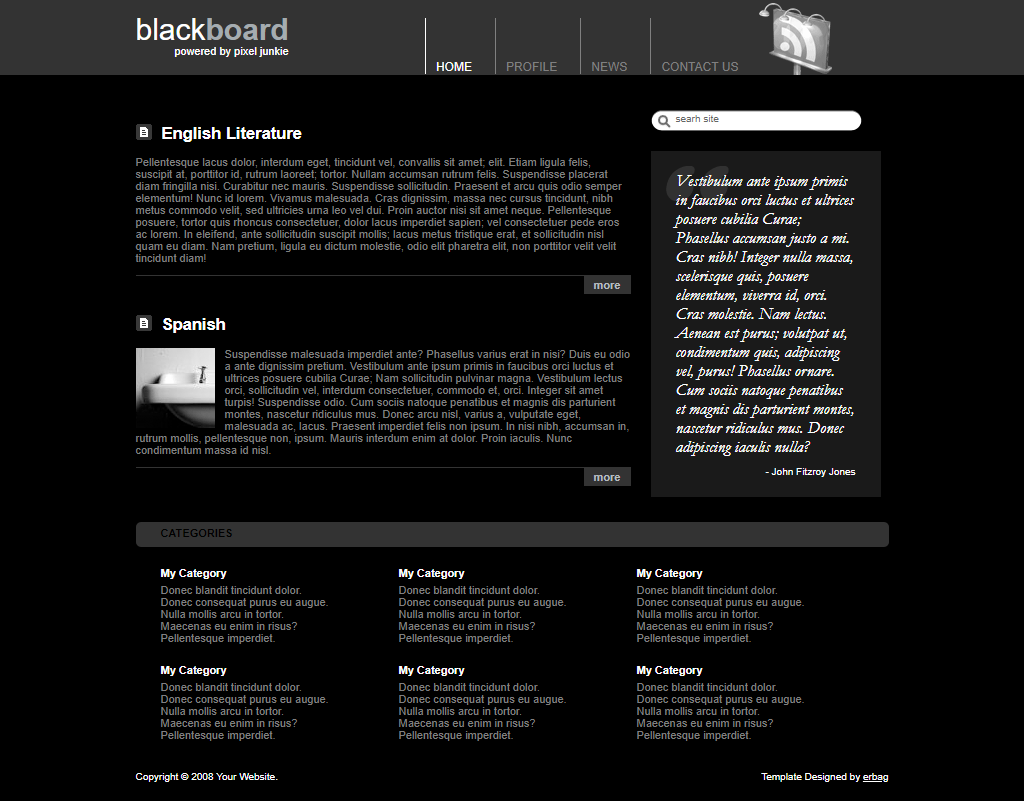 blackboard
powered by pixel junkie
HOME
PROFILE
NEWS
CONTACT US
English Literature
Pellentesque lacus dolor, interdum eget, tincidunt vel, convallis sit amet; elit. Etiam ligula felis,
suscipit at, porttitor id, rutrum laoreet; tortor. Nullam accumsan rutrum felis. Suspendisse placerat
diam fringilla nisi. Curabitur nec mauris. Suspendisse sollicitudin. Praesent et arcu quis odio semper
elementum! Nunc id lorem. Vivamus malesuada. Cras dignissim, massa nec cursus tincidunt, nibh
metus commodo velit, sed ultricies urna leo vel dui. Proin auctor nisi sit amet neque. Pellentesque
posuere, tortor quis rhoncus consectetuer, dolor lacus imperdiet sapien; vel consectetuer pede eros
ac lorem. In eleifend, ante sollicitudin suscipit mollis; lacus metus tristique erat, et sollicitudin nisl
quam eu diam. Nam pretium, ligula eu dictum molestie, odio elit pharetra elit, non porttitor velit velit
tincidunt diam!
more
Spanish
Suspendisse malesuada imperdiet ante? Phasellus varius erat in nisi? Duis eu odio
a ante dignissim pretium. Vestibulum ante ipsum primis in faucibus orci luctus et
ultrices posuere cubilia Curae; Nam sollicitudin pulvinar magna. Vestibulum lectus
orci, sollicitudin vel, interdum consectetuer, commodo et, orci. Integer sit amet
turpis! Suspendisse odio. Cum sociis natoque penatibus et magnis dis parturient
montes, nascetur ridiculus mus. Donec arcu nisl, varius a, vulputate eget,
malesuada ac, lacus. Praesent imperdiet felis non ipsum. In nisi nibh, accumsan in,
rutrum mollis, pellentesque non, ipsum. Mauris interdum enim at dolor. Proin iaculis. Nunc
condimentum massa id nisl.
more
searh site
Vestibulum ante ipsum primis
in faucibus orci luctus et ultrices
posuere cubilia Curae;
Phasellus accumsan justo a mi.
Cras nibh! Integer nulla massa,
scelerisque quis, posuere
elementum, viverra id, orci.
Cras molestie. Nam lectus.
Aenean est purus; volutpat ut,
condimentum quis, adipiscing
vel, purus! Phasellus ornare.
Cum sociis natoque penatibus
et magnis dis parturient montes,
nascetur ridiculus mus. Donec
adipiscing iaculis nulla?
- John Fitzroy Jones
CATEGORIES
My Category
Donec blandit tincidunt dolor.
Donec consequat purus eu augue.
Nulla mollis arcu in tortor.
Maecenas eu enim in risus?
Pellentesque imperdiet.
My Category
Donec blandit tincidunt dolor.
Donec consequat purus eu augue.
Nulla mollis arcu in tortor.
Maecenas eu enim in risus?
Pellentesque imperdiet.
My Category
Donec blandit tincidunt dolor.
Donec consequat purus eu augue.
Nulla mollis arcu in tortor.
Maecenas eu enim in risus?
Pellentesque imperdiet.
My Category
Donec blandit tincidunt dolor.
Donec consequat purus eu augue.
Nulla mollis arcu in tortor.
Maecenas eu enim in risus?
Pellentesque imperdiet.
My Category
Donec blandit tincidunt dolor.
Donec consequat purus eu augue.
Nulla mollis arcu in tortor.
Maecenas eu enim in risus?
Pellentesque imperdiet.
My Category
Donec blandit tincidunt dolor.
Donec consequat purus eu augue.
Nulla mollis arcu in tortor.
Maecenas eu enim in risus?
Pellentesque imperdiet.
Copyright © 2008 Your Website.
Template Designed by erbag